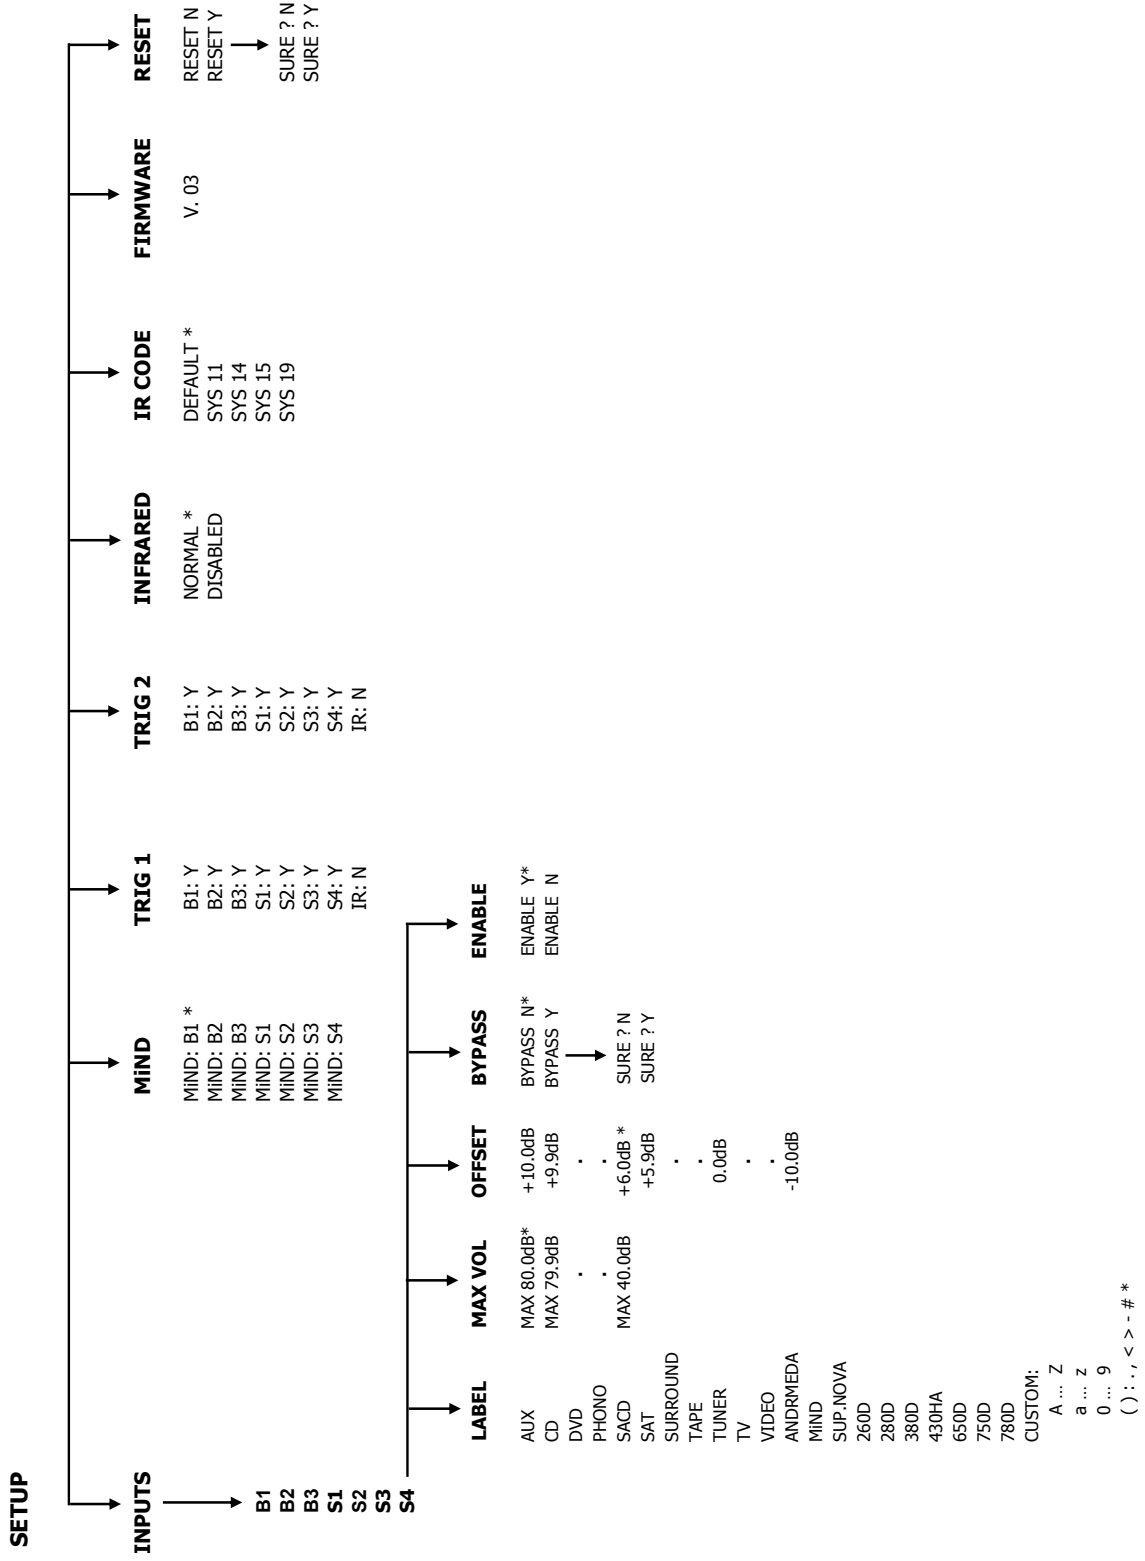 SETUP
INPUTS
B1
B2
B3
S1
S2
S3
S4
LABEL
AUX
CD
DVD
PHONO
SACD
SAT
SURROUND
TAPE
TUNER
TV
VIDEO
ANDRMEDA
MiND
SUP.NOVA
260D
280D
380D
430HA
650D
750D
780D
CUSTOM:
A ... Z
a ... z
0 ... 9
( ) : . , < > - # *
MAX VOL
MAX 80.0dB*
MAX 79.9dB
.
.
MAX 40.0dB
OFFSET
+10.0dB
+9.9dB
.
.
+6.0dB *
+5.9dB
.
.
0.0dB
.
.
-10.0dB
BYPASS
BYPASS N*
BYPASS Y
SURE ? N
SURE ? Y
ENABLE
ENABLE Y*
ENABLE N
MiND
MiND: B1 *
MiND: B2
MiND: B3
MiND: S1
MiND: S2
MiND: S3
MiND: S4
TRIG 1
B1: Y
B2: Y
B3: Y
S1: Y
S2: Y
S3: Y
S4: Y
IR: N
TRIG 2
B1: Y
B2: Y
B3: Y
S1: Y
S2: Y
S3: Y
S4: Y
IR: N
INFRARED
NORMAL *
DISABLED
IR CODE
DEFAULT *
SYS 11
SYS 14
SYS 15
SYS 19
FIRMWARE
V. 03
RESET
RESET N
RESET Y
SURE ? N
SURE ? Y